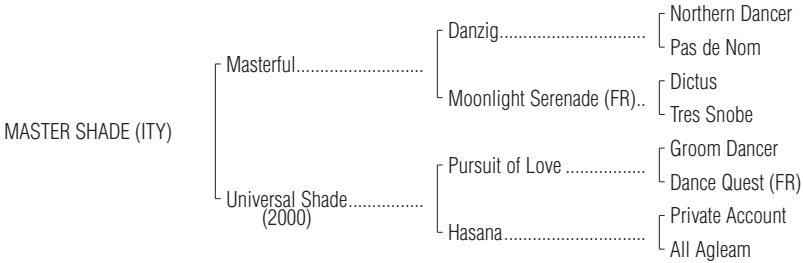 Northern Dancer
Danzig..............................
Pas de Nom
Masterful..........................
Dictus
Moonlight Serenade (FR)..
Tres Snobe
MASTER SHADE (ITY)
Groom Dancer
Pursuit of Love ................
Dance Quest (FR)
Universal Shade...............
(2000)
Private Account
Hasana.............................
All Agleam